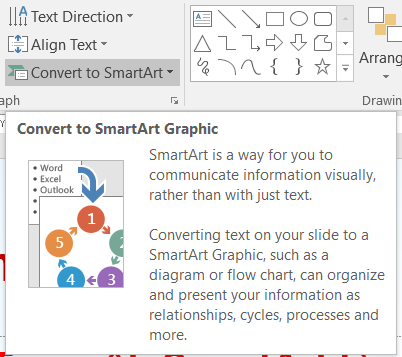 Text Direction
Align Text
Convert to SmartArt
Arrang
Drawin
Convert to SmartArt Graphic
• Word
• Excel
• Outlook
1
2
3
4
5
SmartArt is a way for you to
communicate information visually,
rather than with just text.
Converting text on your slide to a
SmartArt Graphic, such as a
diagram or flow chart, can organize
and present your information as
relationships, cycles, processes and
more.